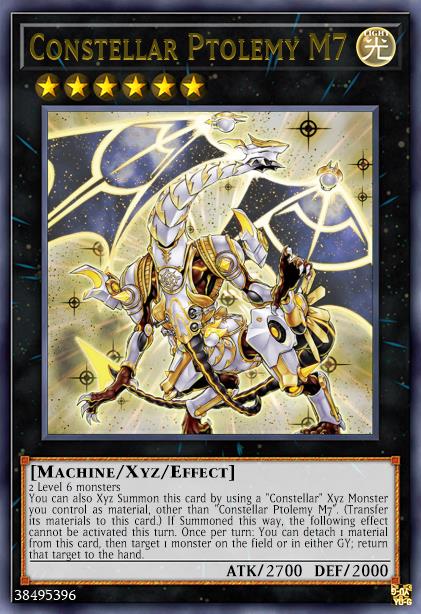 CONSTELLAR PTOLEMY M7
LIGHT
光
[MACHINE/XYZ/EFFECT]
2 Level 6 monsters
You can also Xyz Summon this card by using a "Constellar" Xyz Monster
you control as material, other than "Constellar Ptolemy M7". (Transfer
its materials to this card.) If Summoned this way, the following effect
cannot be activated this turn. Once per turn: You can detach 1 material
from this card, then target 1 monster on the field or in either GY; return
that target to the hand.
ATK/2700 DEF/2000
38495396